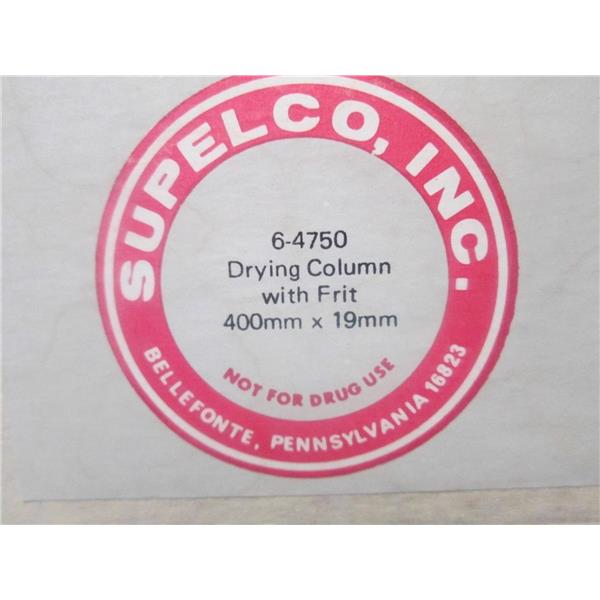 SUPELCO, INC.
6-4750
Drying Column
with Frit
400mm x 19mm
NOT FOR DRUG USE
BELLEFONTE, PENNSYLVANIA 16823